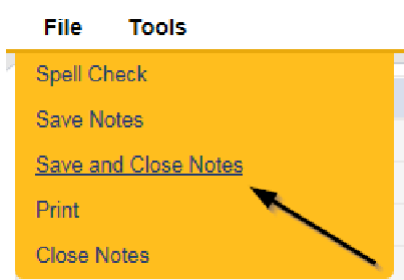 File Tools
Spell Check
Save Notes
Save and Close Notes
Print
Close Notes